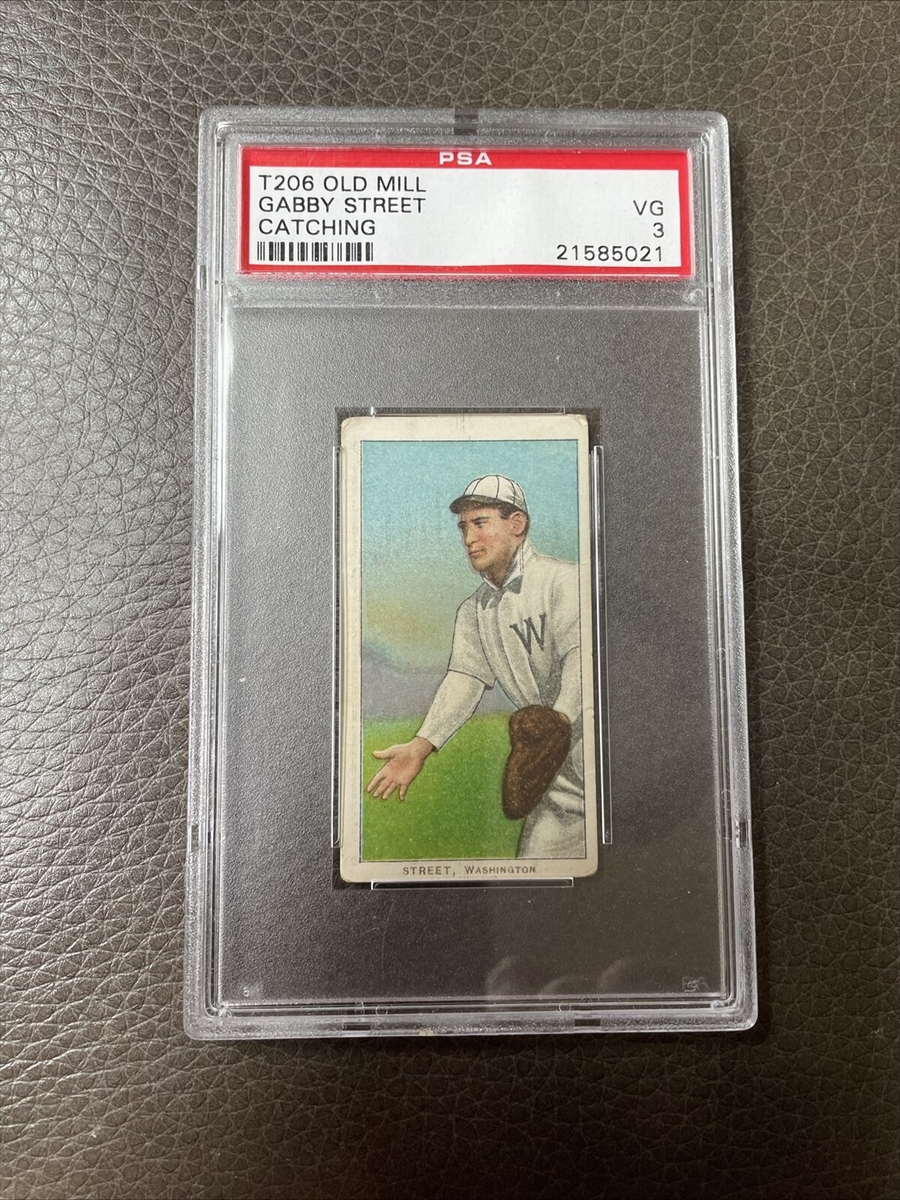 PSA
T206 OLD MILL
GABBY STREET
CATCHING
VG
3
21585021
W
STREET, WASHINGTON